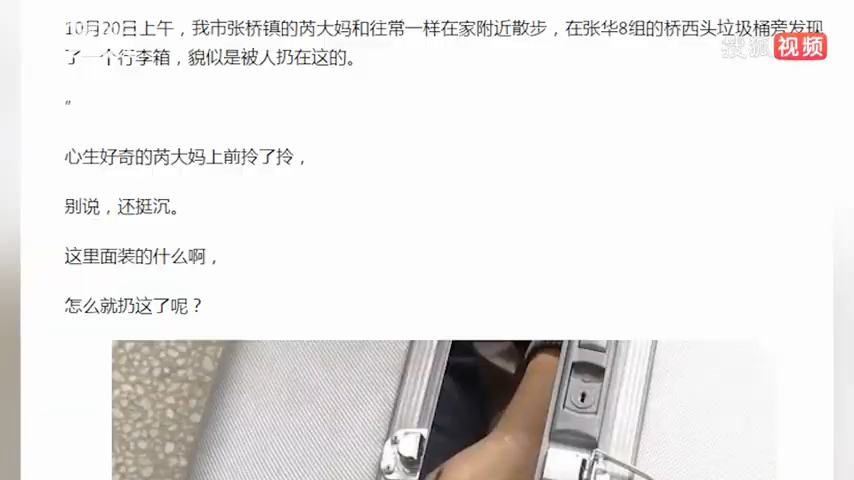 10月20日上午，我市张桥镇的芮大妈和往常一样在家附近散步，在张华8组的桥西头垃圾桶旁发现
了一个行李箱，貌似是被人扔在这的。
搜狐视频
”
心生好奇的芮大妈上前拎了拎，
别说，还挺沉。
这里面装的什么啊，
怎么就扔这了呢？